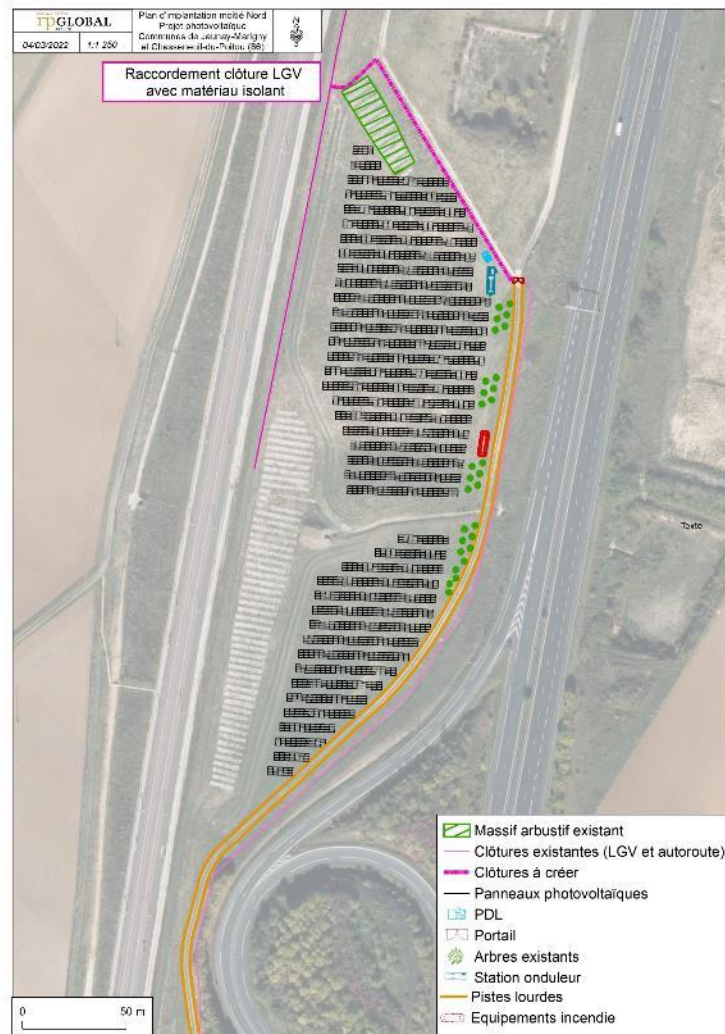 rpGLOBAL
04/03/2022
1:1 250
Plan d'implantation moitié Nord
Projet photovoltaïque
Communes de Jaunay-Marigny
et Chasseneuil-du-Poitou (86)
Raccordement clôture LGV
avec matériau isolant
Texte
Massif arbustif existant
Clôtures existantes (LGV et autoroute)
Clôtures à créer
Panneaux photovoltaïques
PDL
Portail
Arbres existants
Station onduleur
Pistes lourdes
Equipements incendie
0 50 m